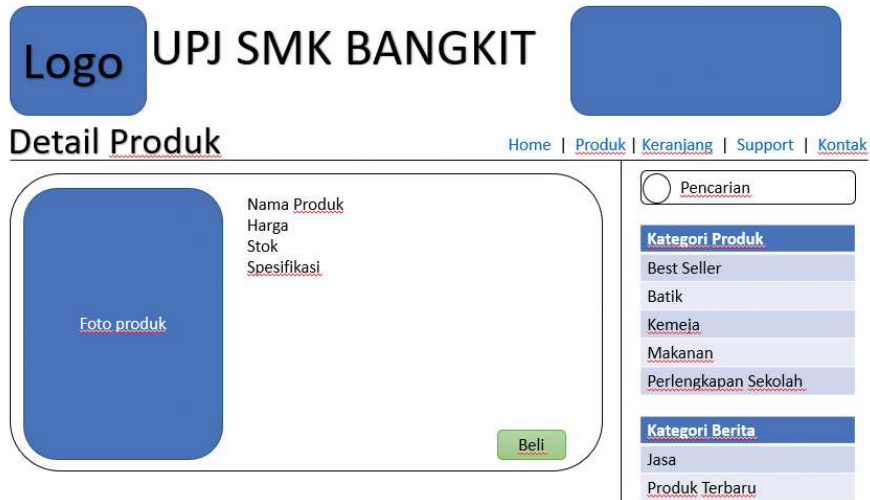 Logo
UPJ SMK BANGKIT
Detail Produk
Home | Produk | Keranjang | Support | Kontak
Foto produk
Nama Produk
Harga
Stok
Spesifikasi
Beli
Pencarian
Kategori Produk
Best Seller
Batik
Kemeja
Makanan
Perlengkapan Sekolah
Kategori Berita
Jasa
Produk Terbaru